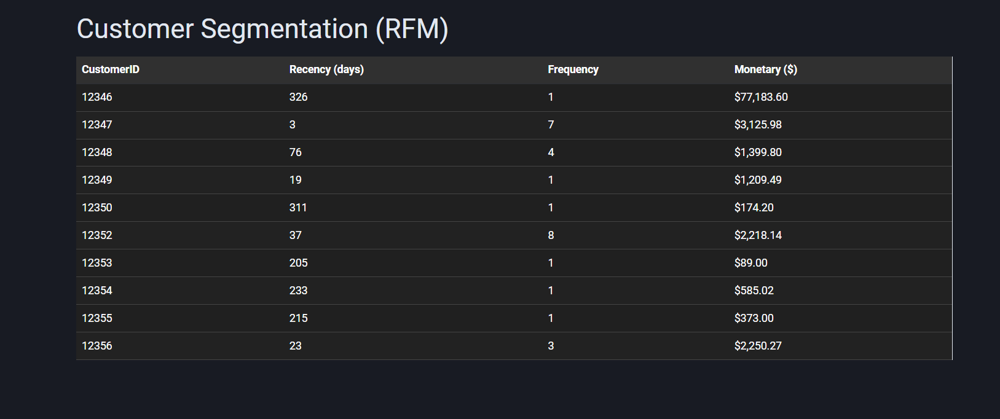 Customer Segmentation (RFM)
CustomerID Recency (days) Frequency Monetary ($)
12346 326 1 $77,183.60
12347 3 7 $3,125.98
12348 76 4 $1,399.80
12349 19 1 $1,209.49
12350 311 1 $174.20
12352 37 8 $2,218.14
12353 205 1 $89.00
12354 233 1 $585.02
12355 215 1 $373.00
12356 23 3 $2,250.27